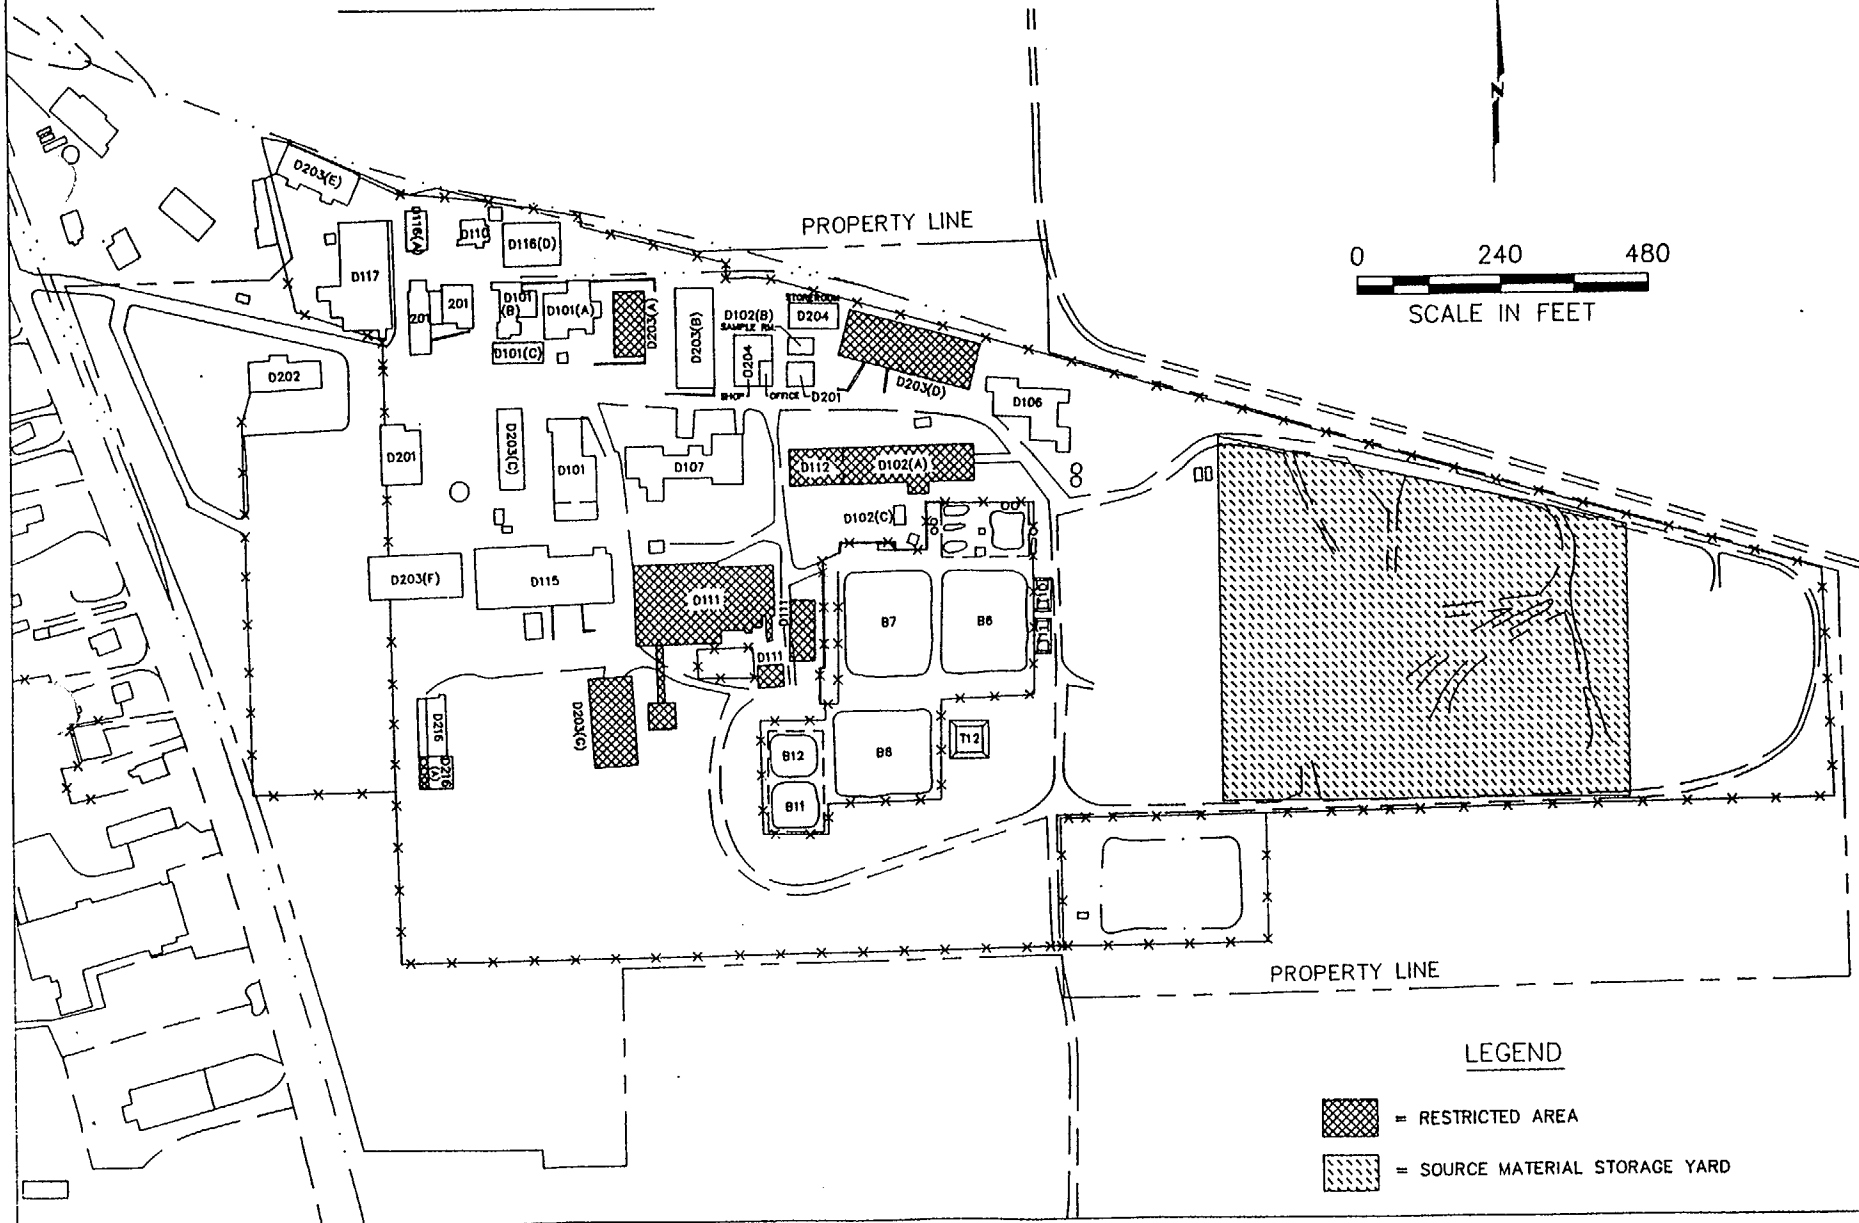 N
PROPERTY LINE
0 240 480
SCALE IN FEET
D203(E)
D116(A)
D110
D116(D)
D117
201
201
D101
(B)
D101(A)
D101(C)
D203(A)
D203(B)
STOREROOM
D204
D102(B)
SAMPLE RM.
D204
SHOP
OFFICE
D201
D203(D)
D106
D202
D201
D203(C)
D101
D107
D112
D102(A)
D102(C)
D203(F)
D115
D111
D111
D111
B7
B6
D216
D216
(A)
D203(G)
B8
T12
B12
B11
PROPERTY LINE
LEGEND
= RESTRICTED AREA
= SOURCE MATERIAL STORAGE YARD